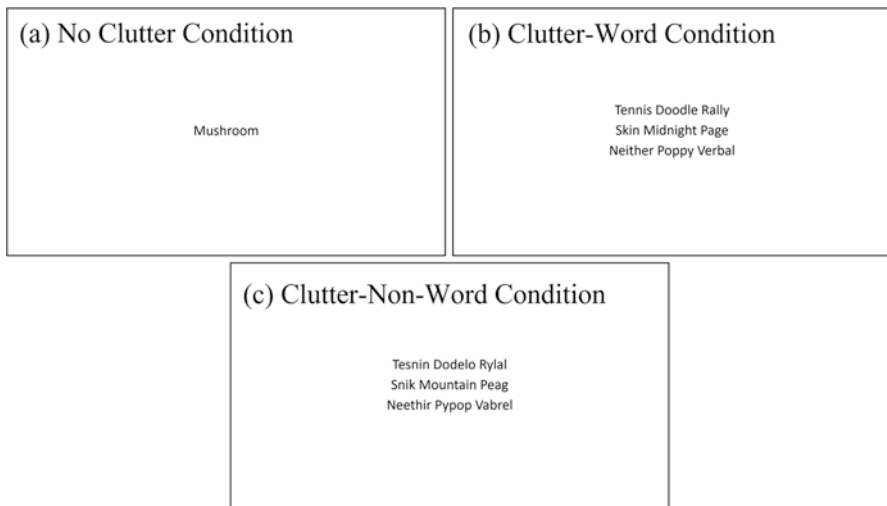 (a) No Clutter Condition
Mushroom
(b) Clutter-Word Condition
Tennis Doodle Rally
Skin Midnight Page
Neither Poppy Verbal
(c) Clutter-Non-Word Condition
Tesnin Dodelo Rylal
Snik Mountain Peag
Neethir Pypop Vabrel